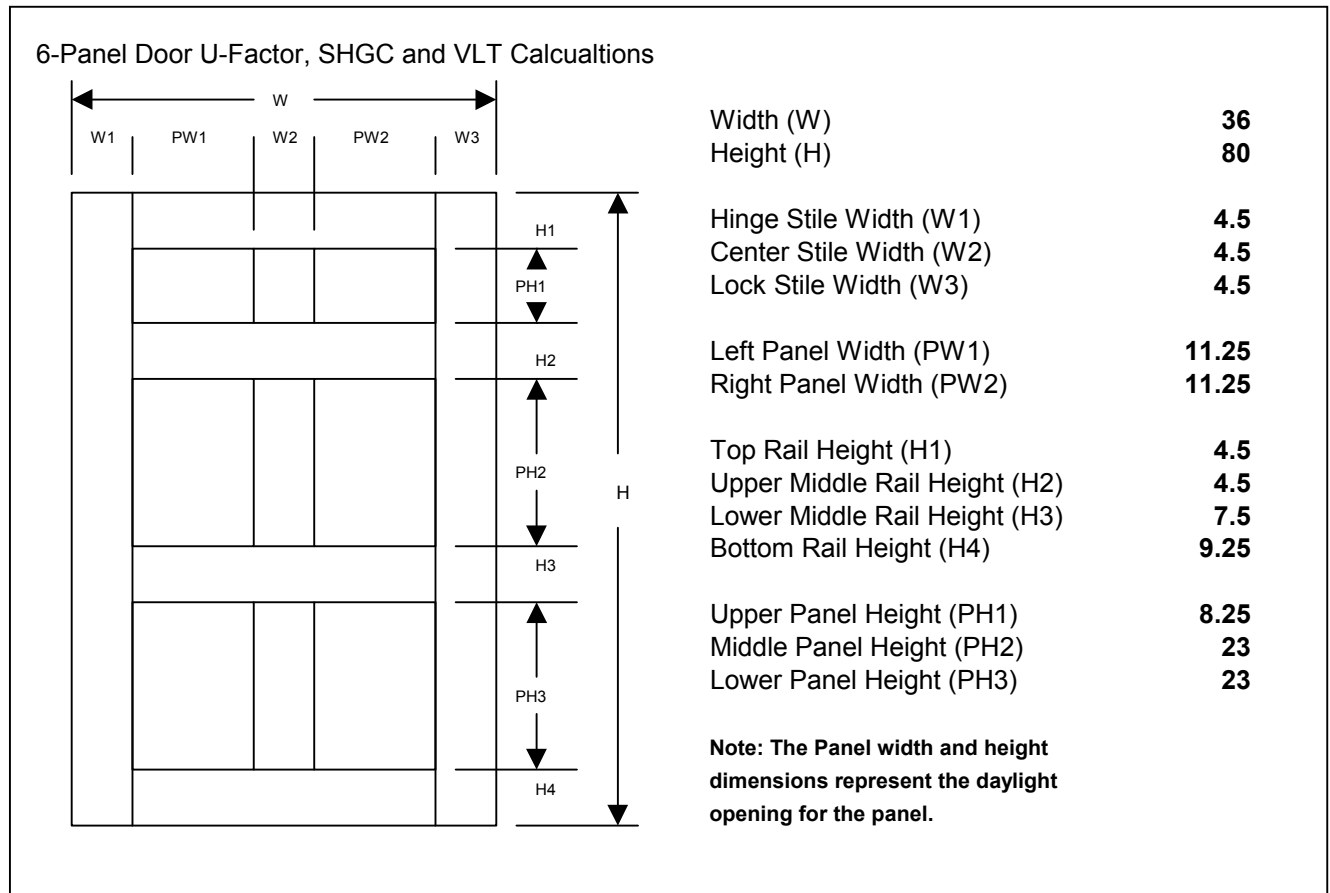 6-Panel Door U-Factor, SHGC and VLT Calcualtions
W
W1 PW1 W2 PW2 W3
H1
PH1
H2
PH2
H
H3
PH3
H4
Width (W) 36
Height (H) 80
Hinge Stile Width (W1) 4.5
Center Stile Width (W2) 4.5
Lock Stile Width (W3) 4.5
Left Panel Width (PW1) 11.25
Right Panel Width (PW2) 11.25
Top Rail Height (H1) 4.5
Upper Middle Rail Height (H2) 4.5
Lower Middle Rail Height (H3) 7.5
Bottom Rail Height (H4) 9.25
Upper Panel Height (PH1) 8.25
Middle Panel Height (PH2) 23
Lower Panel Height (PH3) 23
Note: The Panel width and height
dimensions represent the daylight
opening for the panel.